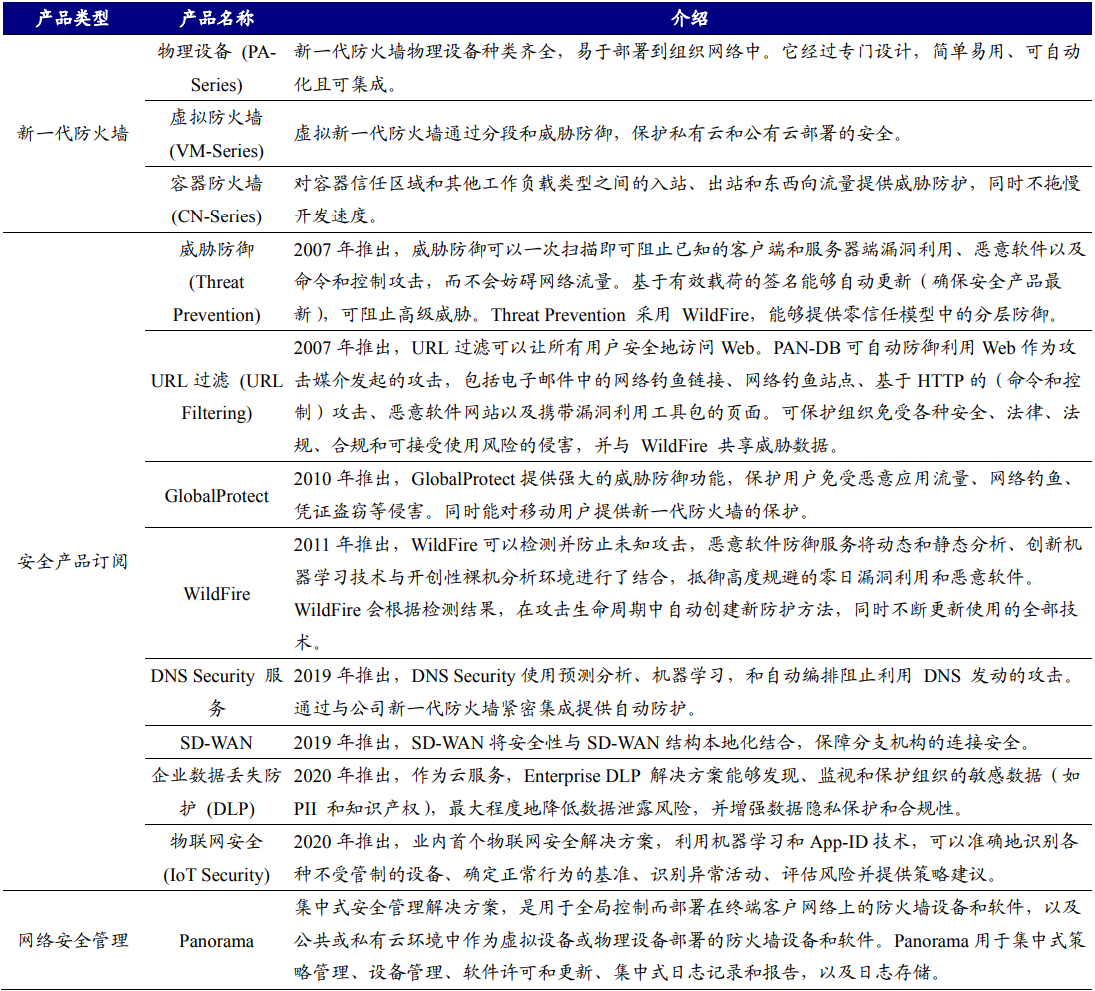 产品类型 产品名称 介绍
新一代防火墙
物理设备 (PA-
Series)
新一代防火墙物理设备种类齐全，易于部署到组织网络中。它经过专门设计，简单易用、可自动
化且可集成。
虚拟防火墙
(VM-Series)
虚拟新一代防火墙通过分段和威胁防御，保护私有云和公有云部署的安全。
容器防火墙
(CN-Series)
对容器信任区域和其他工作负载类型之间的入站、出站和东西向流量提供威胁防护，同时不拖慢
开发速度。
安全产品订阅
威胁防御
(Threat
Prevention)
2007 年推出，威胁防御可以一次扫描即可阻止已知的客户端和服务器端漏洞利用、恶意软件以及
命令和控制攻击，而不会妨碍网络流量。基于有效载荷的签名能够自动更新（确保安全产品最
新），可阻止高级威胁。Threat Prevention 采用 WildFire，能够提供零信任模型中的分层防御。
URL 过滤 (URL
Filtering)
2007 年推出，URL 过滤可以让所有用户安全地访问 Web。PAN-DB 可自动防御利用 Web 作为攻
击媒介发起的攻击，包括电子邮件中的网络钓鱼链接、网络钓鱼站点、基于 HTTP 的（命令和控
制）攻击、恶意软件网站以及携带漏洞利用工具包的页面。可保护组织免受各种安全、法律、法
规、合规和可接受使用风险的侵害，并与 WildFire 共享威胁数据。
GlobalProtect
2010 年推出，GlobalProtect 提供强大的威胁防御功能，保护用户免受恶意应用流量、网络钓鱼、
凭证盗窃等侵害。同时能对移动用户提供新一代防火墙的保护。
WildFire
2011 年推出，WildFire 可以检测并防止未知攻击，恶意软件防御服务将动态和静态分析、创新机
器学习技术与开创性裸机分析环境进行了结合，抵御高度规避的零日漏洞利用和恶意软件。
WildFire 会根据检测结果，在攻击生命周期中自动创建新防护方法，同时不断更新使用的全部技
术。
DNS Security 服
务
2019 年推出，DNS Security 使用预测分析、机器学习，和自动编排阻止利用 DNS 发动的攻击。
通过与公司新一代防火墙紧密集成提供自动防护。
SD-WAN
2019 年推出，SD-WAN 将安全性与 SD-WAN 结构本地化结合，保障分支机构的连接安全。
企业数据丢失防
护 (DLP)
2020 年推出，作为云服务，Enterprise DLP 解决方案能够发现、监视和保护组织的敏感数据（如
PII 和知识产权），最大程度地降低数据泄露风险，并增强数据隐私保护和合规性。
物联网安全
(IoT Security)
2020 年推出，业内首个物联网安全解决方案，利用机器学习和 App-ID 技术，可以准确地识别各
种不受管制的设备、确定正常行为的基准、识别异常活动、评估风险并提供策略建议。
网络安全管理
Panorama
集中式安全管理解决方案，是用于全局控制而部署在终端客户网络上的防火墙设备和软件，以及
公共或私有云环境中作为虚拟设备或物理设备部署的防火墙设备和软件。Panorama 用于集中式策
略管理、设备管理、软件许可和更新、集中式日志记录和报告，以及日志存储。